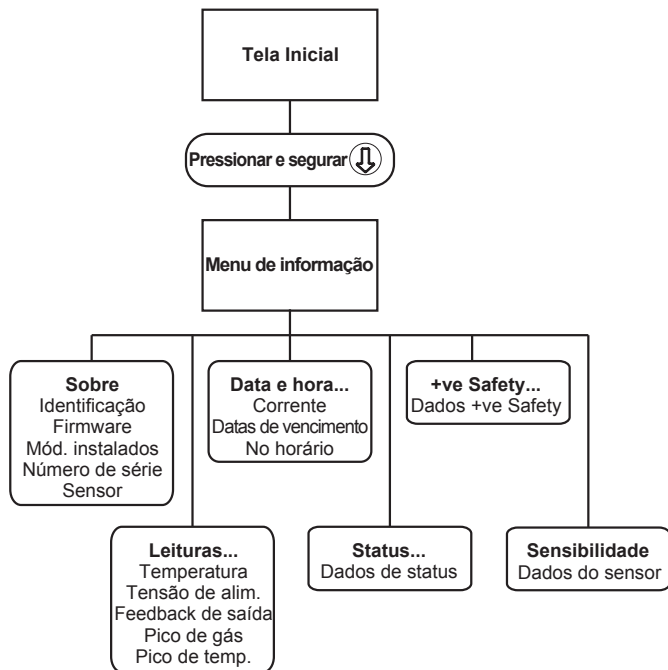 Tela Inicial
Pressionar e segurar
Menu de informação
Sobre
Identificação
Firmware
Mód. instalados
Número de série
Sensor
Data e hora...
Corrente
Datas de vencimento
No horário
+ve Safety...
Dados +ve Safety
Leituras...
Temperatura
Tensão de alim.
Feedback de saída
Pico de gás
Pico de temp.
Status...
Dados de status
Sensibilidade
Dados do sensor